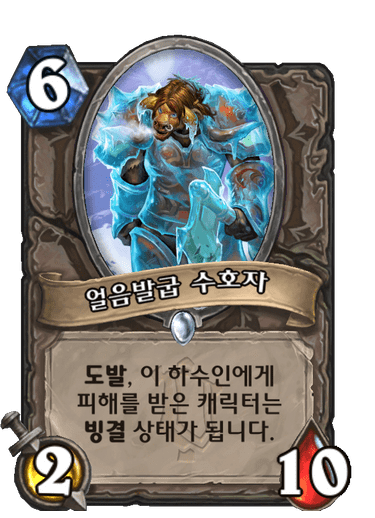 6
얼음발굽 수호자
도발, 이 하수인에게
피해를 받은 캐릭터는
빙결 상태가 됩니다.
2
10